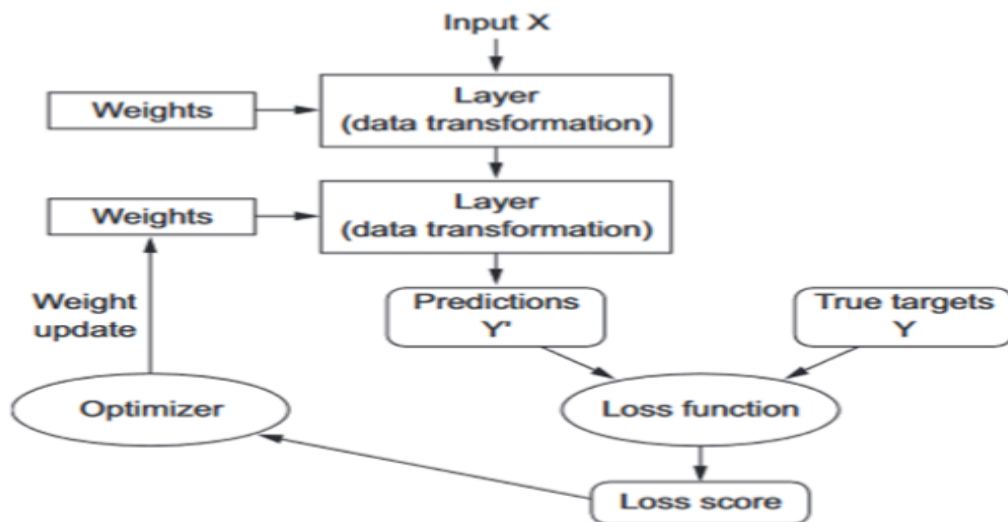 Input X
Weights
Layer
(data transformation)
Weights
Layer
(data transformation)
Weight
update
Predictions
Y'
True targets
Y
Optimizer
Loss function
Loss score